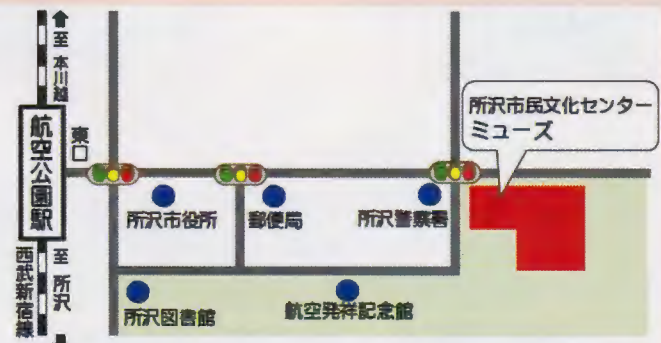 至本川越
航空公園駅
東口
西武新宿線
至所沢
所沢市役所
郵便局
所沢警察署
所沢市民文化センター
ミューズ
所沢図書館
航空発祥記念館